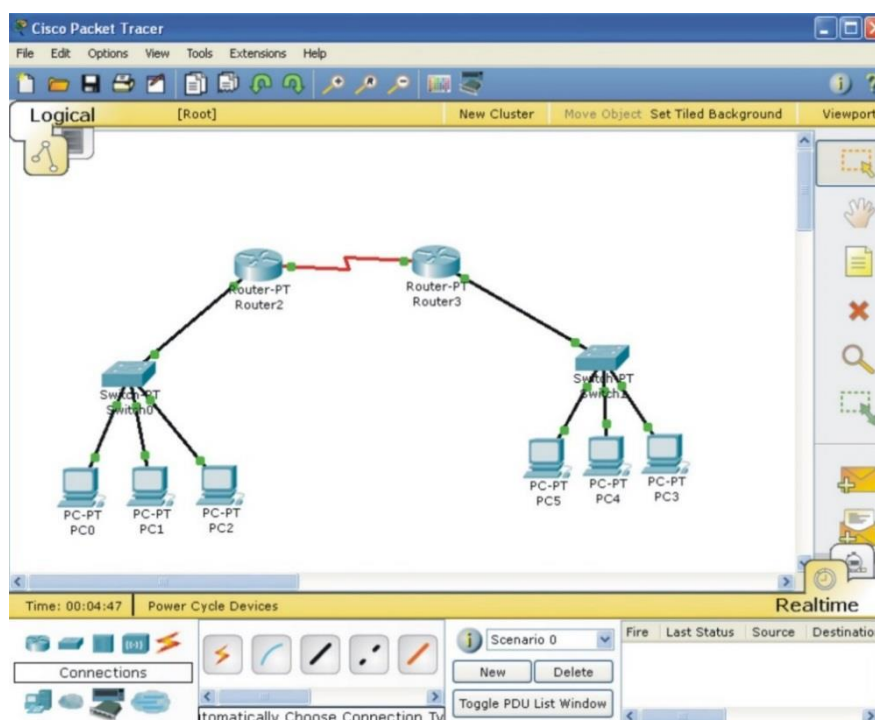 Cisco Packet Tracer
File Edit Options View Tools Extensions Help
Logical [Root] New Cluster Move Object Set Tiled Background Viewport
Router-PT
Router2
Router-PT
Router3
Switch-PT
Switch0
Switch-PT
PC-PT
PC0
PC-PT
PC1
PC-PT
PC2
PC-PT
PC5
PC-PT
PC4
PC-PT
PC3
Time: 00:04:47 Power Cycle Devices Realtime
Connections
utomatically Choose Connection Ty
Scenario 0
New Delete
Toggle PDU List Window
Fire Last Status Source Destinatio